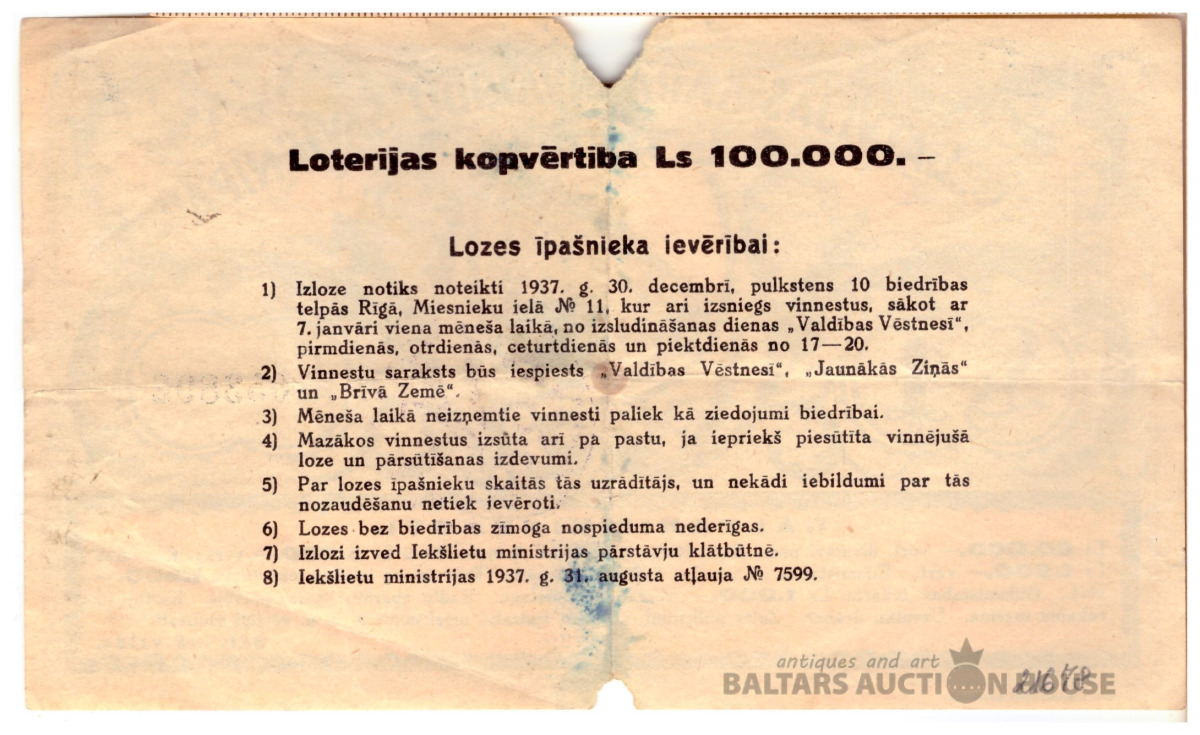 Loterijas kopvērtība Ls 100.000. –
Lozes īpašnieka ievērībai:
1) Izloze notiks noteikti 1937. g. 30. decembrī, pulkstens 10 biedrības
telpās Rīgā, Miesnieku ielā № 11, kur ari izsniegs vinnestus, sākot ar
7. janvāri viena mēneša laikā, no izsludināšanas dienas „Valdības Vēstnesī“,
pirmdienās, otrdienās, ceturtdienās un piektdienās no 17—20.
2) Vinnestu saraksts būs iespiests „Valdības Vēstnesī“, „Jaunākās Ziņās“
un „Brīvā Zemē“.
3) Mēneša laikā neizņemtie vinnesti paliek kā ziedojumi biedrībai.
4) Mazākos vinnestus izsūta arī pa pastu, ja iepriekš piesūtīta vinnējušā
loze un pārsūtīšanas izdevumi.
5) Par lozes īpašnieku skaitās tās uzrādītājs, un nekādi iebildumi par tās
nozaudēšanu netiek ievēroti.
6) Lozes bez biedrības zīmoga nospieduma nederīgas.
7) Izlozi izved Iekšlietu ministrijas pārstāvju klātbūtnē.
8) Iekšlietu ministrijas 1937. g. 31. augusta atļauja № 7599.
antiques and art
BALTARS AUCTION HOUSE